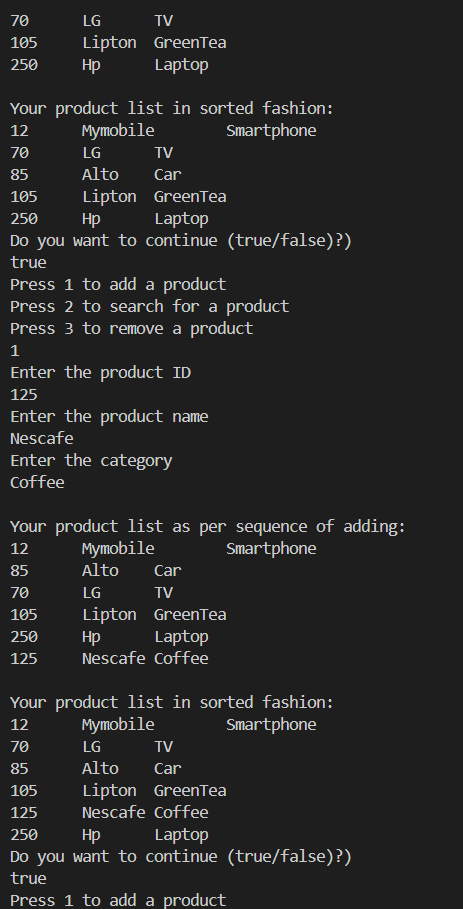 70 LG TV
105 Lipton GreenTea
250 Hp Laptop
Your product list in sorted fashion:
12 Mymobile Smartphone
70 LG TV
85 Alto Car
105 Lipton GreenTea
250 Hp Laptop
Do you want to continue (true/false)?)
true
Press 1 to add a product
Press 2 to search for a product
Press 3 to remove a product
1
Enter the product ID
125
Enter the product name
Nescafe
Enter the category
Coffee
Your product list as per sequence of adding:
12 Mymobile Smartphone
85 Alto Car
70 LG TV
105 Lipton GreenTea
250 Hp Laptop
125 Nescafe Coffee
Your product list in sorted fashion:
12 Mymobile Smartphone
70 LG TV
85 Alto Car
105 Lipton GreenTea
125 Nescafe Coffee
250 Hp Laptop
Do you want to continue (true/false)?)
true
Press 1 to add a product